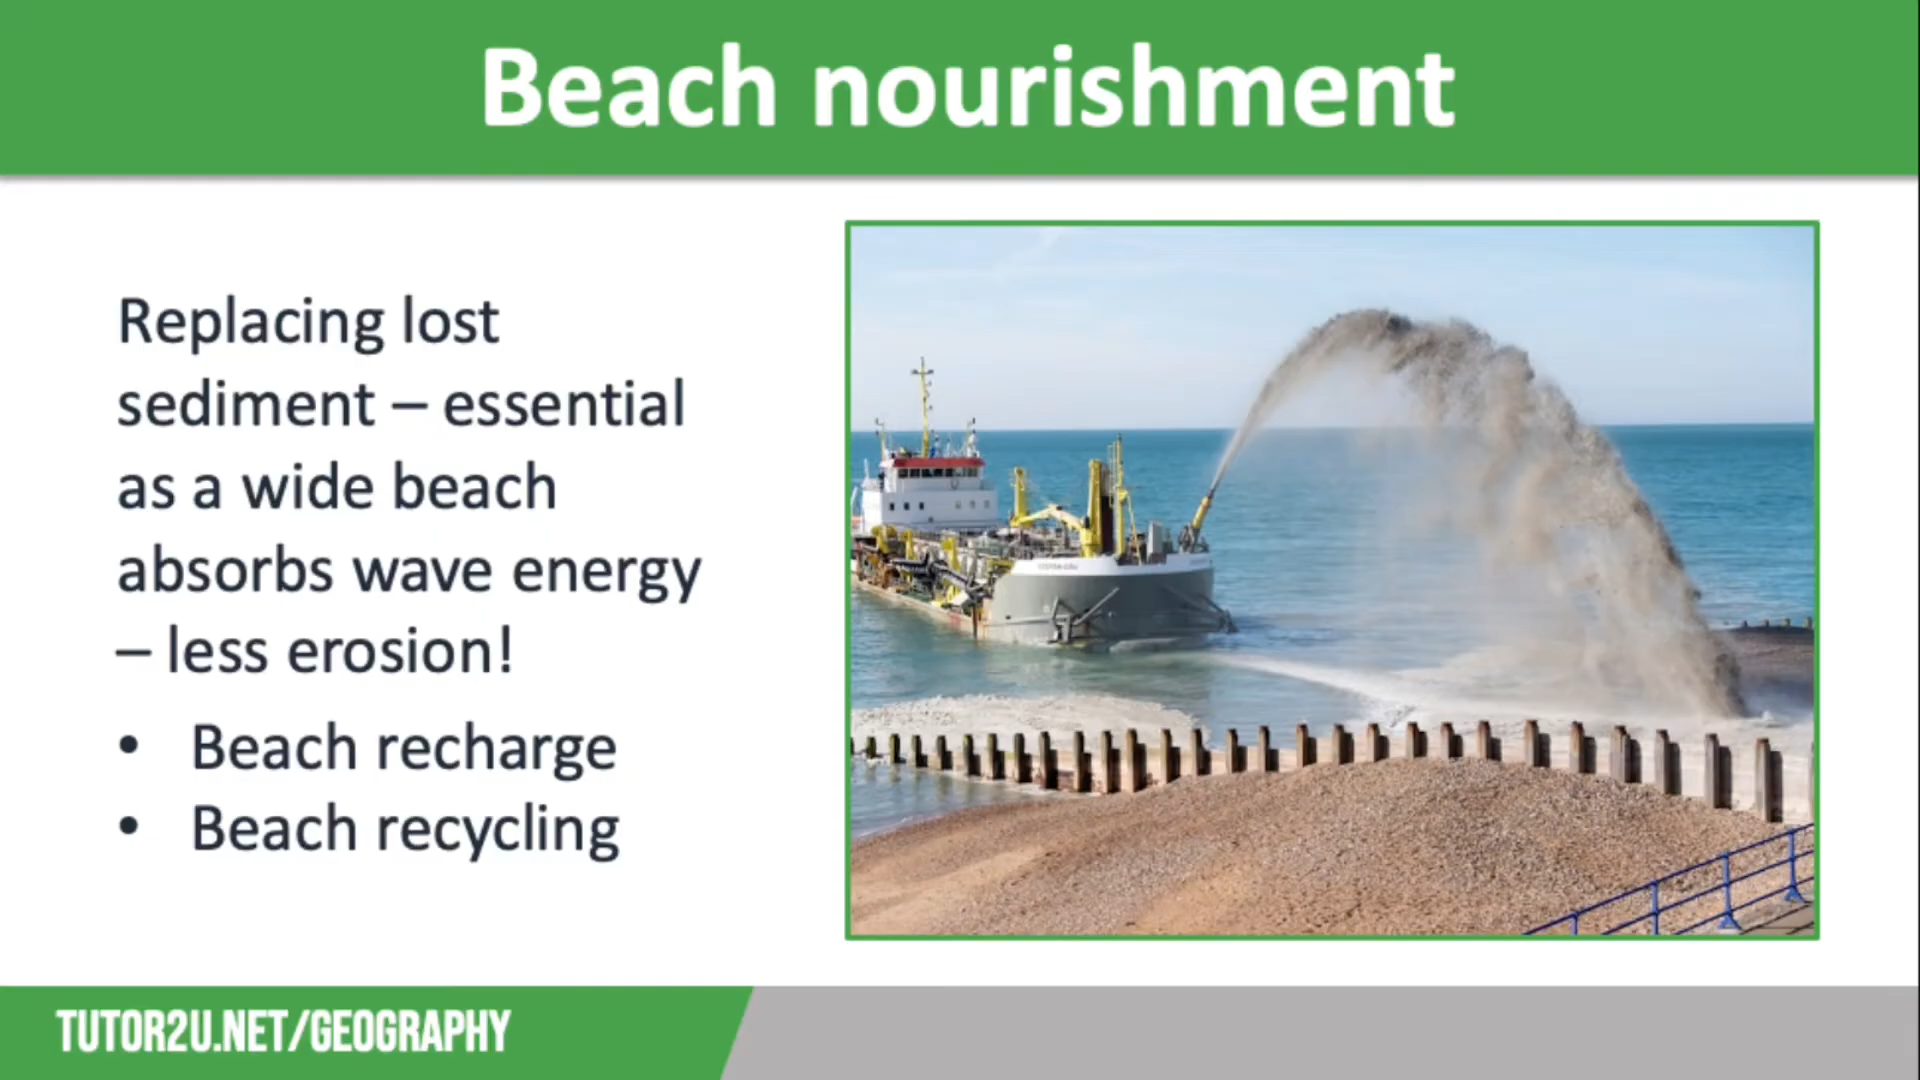 Beach nourishment
Replacing lost
sediment – essential
as a wide beach
absorbs wave energy
– less erosion!
• Beach recharge
• Beach recycling
TUTOR2U.NET/GEOGRAPHY